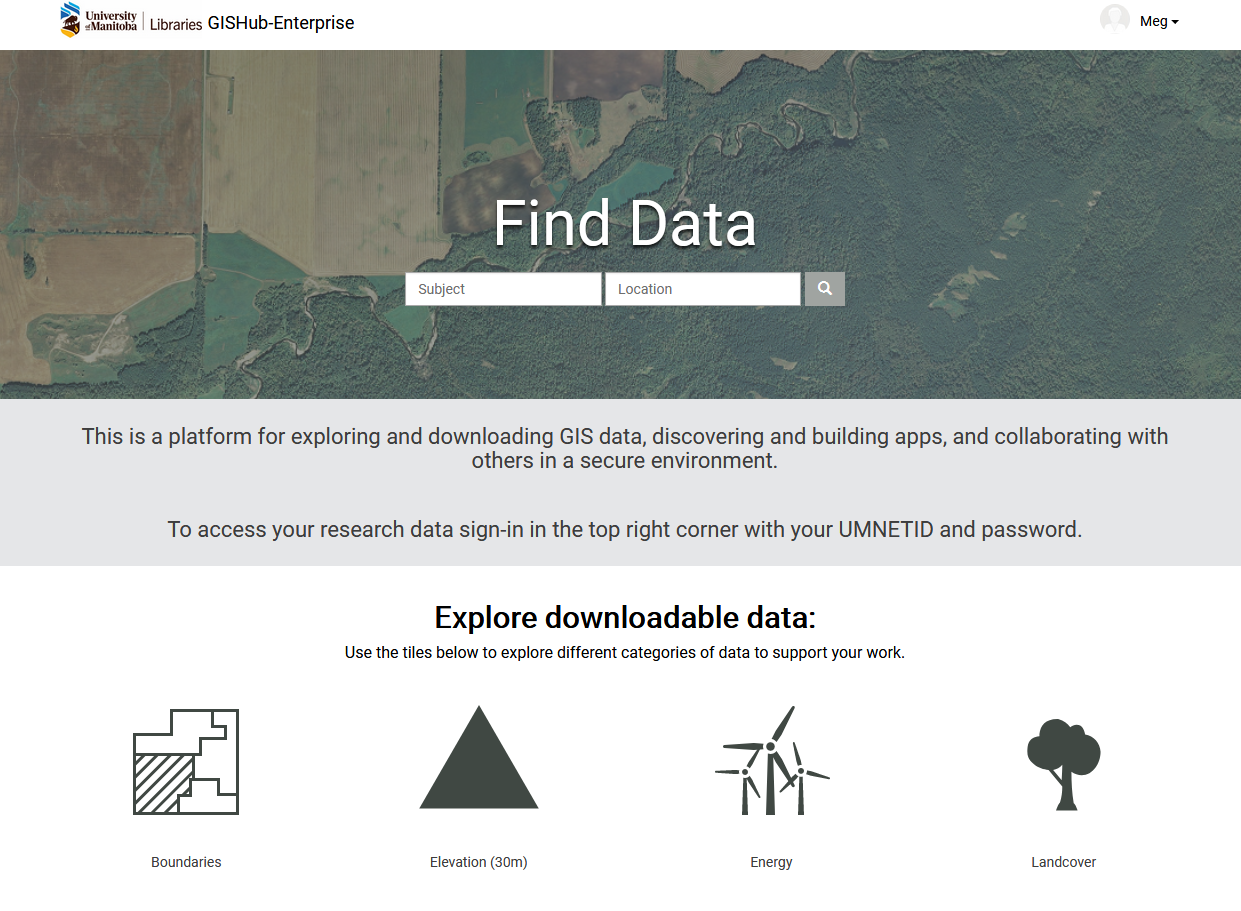 University of Manitoba | Libraries GISHub-Enterprise
Meg
Find Data
Subject
Location
This is a platform for exploring and downloading GIS data, discovering and building apps, and collaborating with
others in a secure environment.
To access your research data sign-in in the top right corner with your UMNETID and password.
Explore downloadable data:
Use the tiles below to explore different categories of data to support your work.
Boundaries
Elevation (30m)
Energy
Landcover